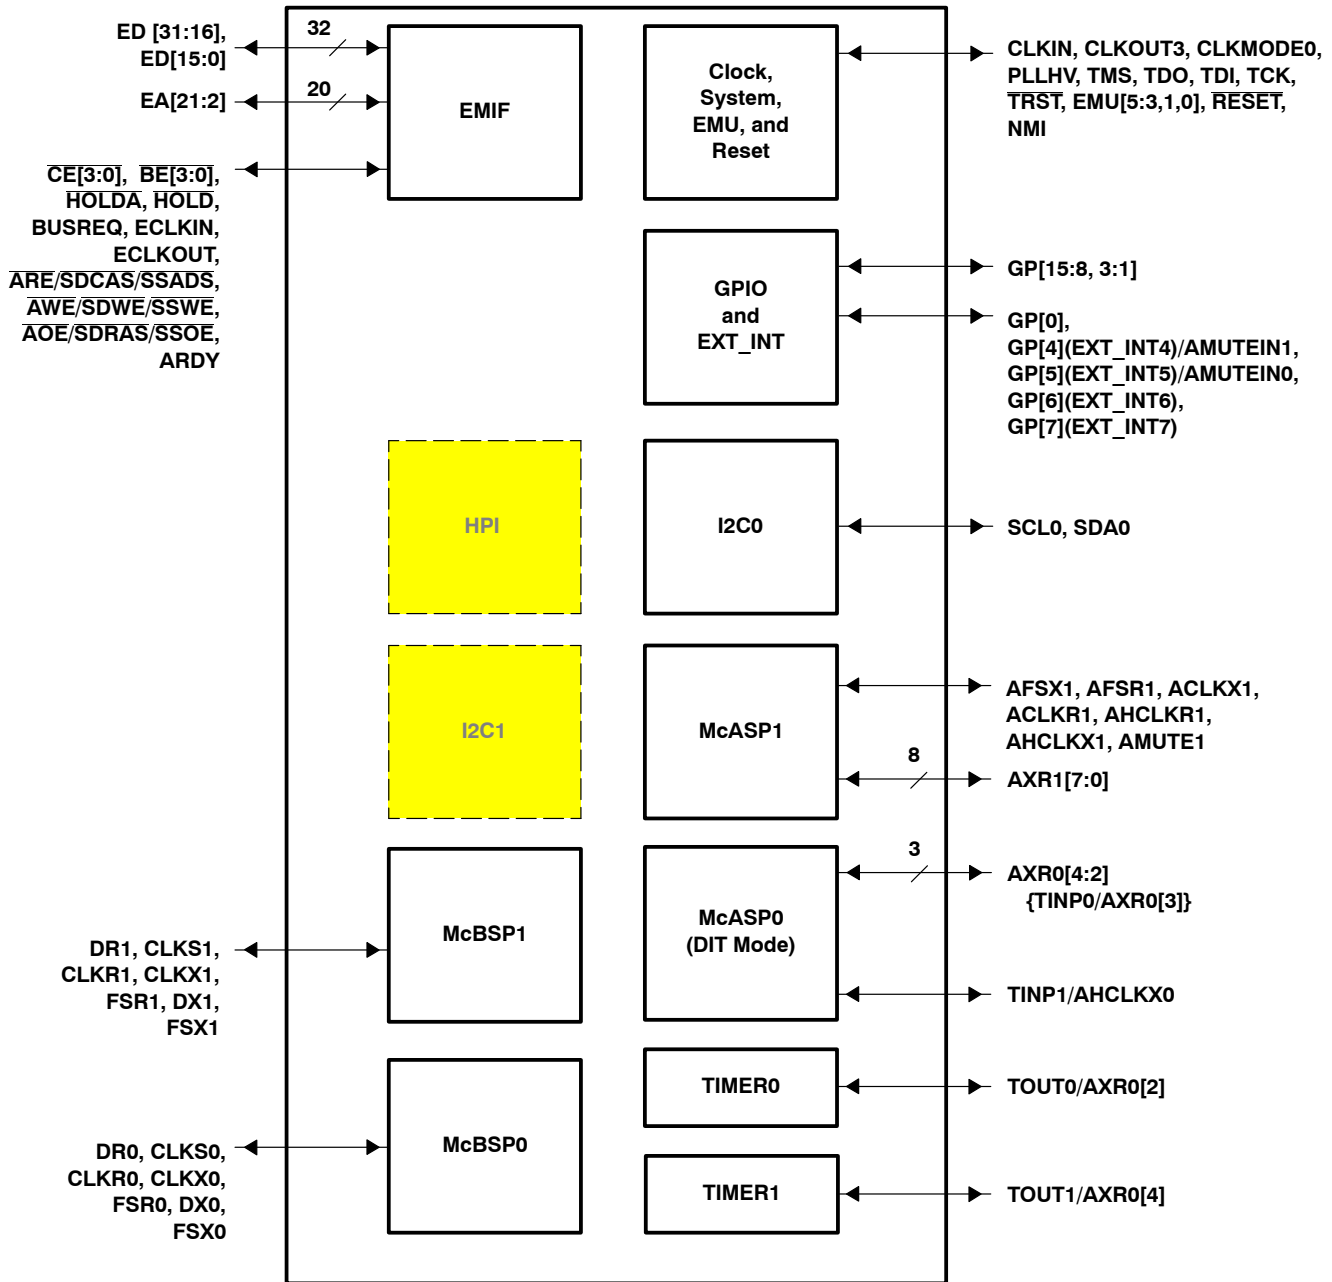 ED [31:16],
ED[15:0]
32
EA[21:2]
20
EMIF
CE[3:0], BE[3:0],
HOLDA, HOLD,
BUSREQ, ECLKIN,
ECLKOUT,
ARE/SDCAS/SSADS,
AWE/SDWE/SSWE,
AOE/SDRAS/SSOE,
ARDY
Clock,
System,
EMU, and
Reset
CLKIN, CLKOUT3, CLKMODE0,
PLLHV, TMS, TDO, TDI, TCK,
TRST, EMU[5:3,1,0], RESET,
NMI
GPIO
and
EXT_INT
GP[15:8, 3:1]
GP[0],
GP[4](EXT_INT4)/AMUTEIN1,
GP[5](EXT_INT5)/AMUTEIN0,
GP[6](EXT_INT6),
GP[7](EXT_INT7)
HPI
I2C0
SCL0, SDA0
I2C1
McASP1
AFSX1, AFSR1, ACLKX1,
ACLKR1, AHCLKR1,
AHCLKX1, AMUTE1
8
AXR1[7:0]
McBSP1
DR1, CLKS1,
CLKR1, CLKX1,
FSR1, DX1,
FSX1
McASP0
(DIT Mode)
3
AXR0[4:2]
{TINP0/AXR0[3]}
TINP1/AHCLKX0
McBSP0
DR0, CLKS0,
CLKR0, CLKX0,
FSR0, DX0,
FSX0
TIMER0
TOUT0/AXR0[2]
TIMER1
TOUT1/AXR0[4]